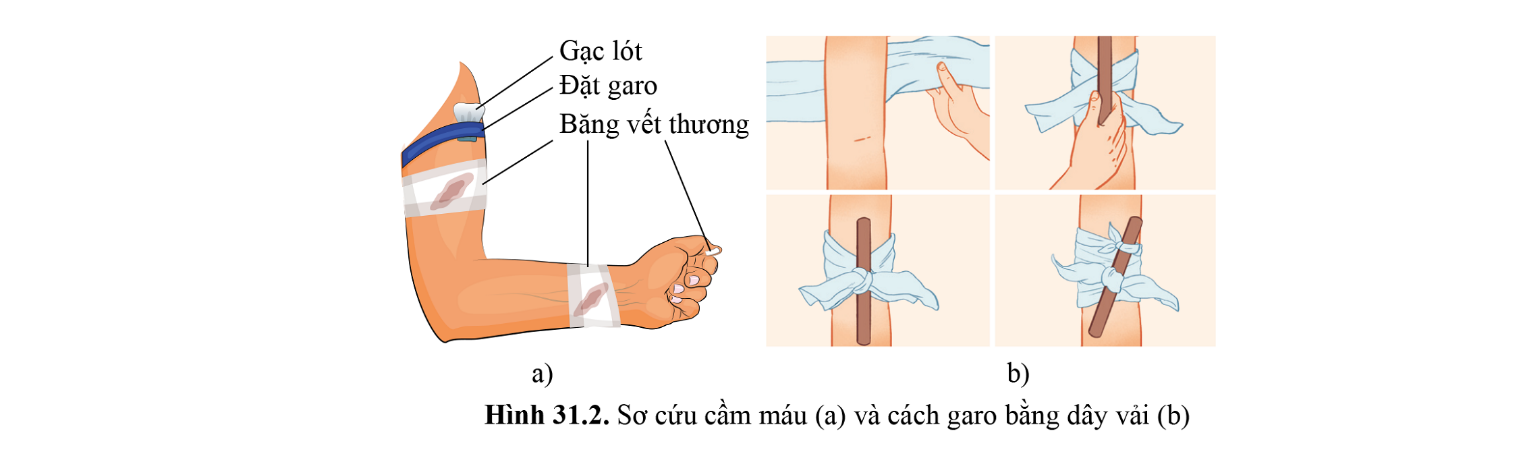 Gạc lót
Đặt garo
Băng vết thương
a)
b)
Hình 31.2. Sơ cứu cầm máu (a) và cách garo bằng dây vải (b)